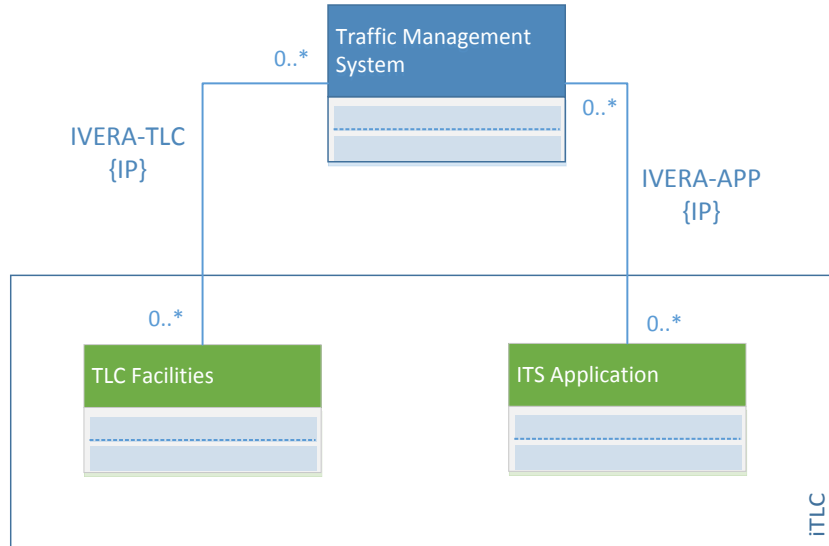 Traffic Management
System
0..*
0..*
IVERA-TLC
{IP}
IVERA-APP
{IP}
0..*
0..*
TLC Facilities
ITS Application
iTLC